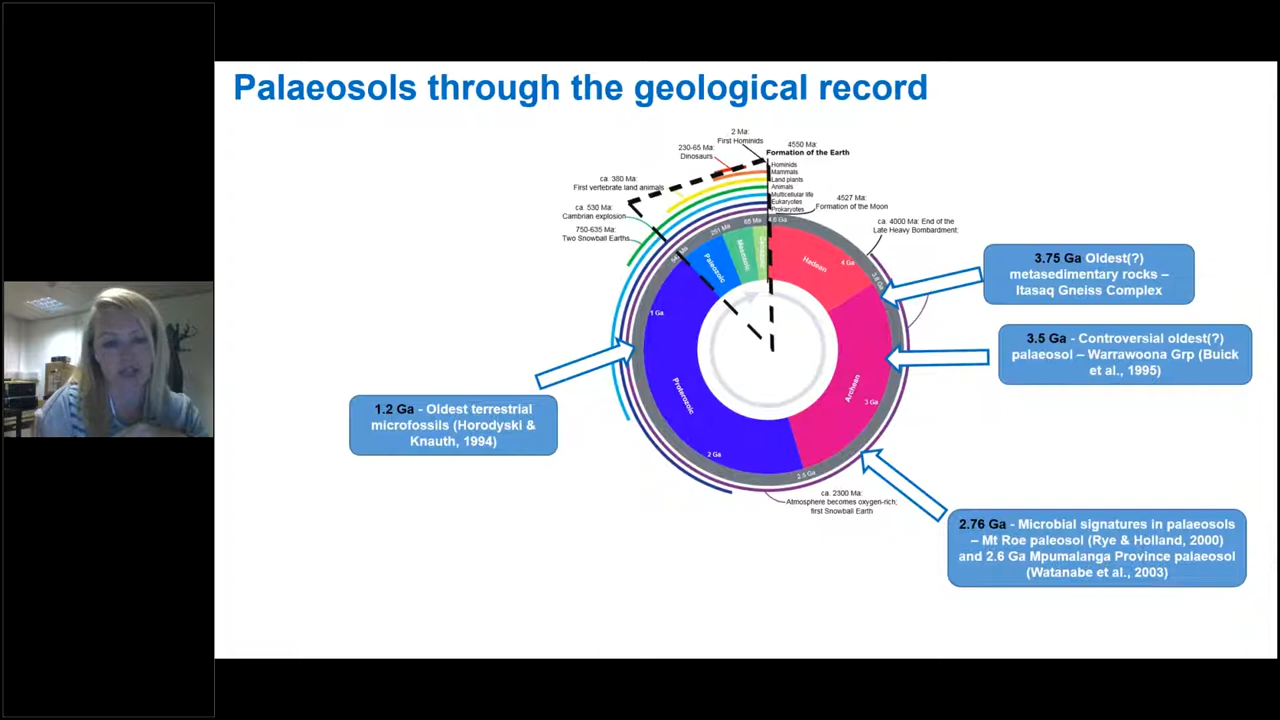 Palaeosols through the geological record
2 Ma:
First Hominids
230-65 Ma:
Dinosaurs
4550 Ma:
Formation of the Earth
Hominids
Mammals
Land plants
Animals
Multicellular life
Eukaryotes
Prokaryotes
ca. 380 Ma:
First vertebrate land animals
ca. 530 Ma:
Cambrian explosion
750-635 Ma:
Two Snowball Earths
4527 Ma:
Formation of the Moon
ca. 4000 Ma: End of the
Late Heavy Bombardment;
4.6 Ga
65 Ma
251 Ma
Hadean
4 Ga
3.8 Ga
Paleozoic
Mesozoic
1 Ga
Proterozoic
2 Ga
Archean
3 Ga
2.5 Ga
ca. 2300 Ma:
Atmosphere becomes oxygen-rich;
first Snowball Earth
3.75 Ga Oldest(?)
metasedimentary rocks –
Itasaq Gneiss Complex
3.5 Ga - Controversial oldest(?)
palaeosol – Warrawoona Grp (Buick
et al., 1995)
1.2 Ga - Oldest terrestrial
microfossils (Horodyski &
Knauth, 1994)
2.76 Ga - Microbial signatures in palaeosols
– Mt Roe paleosol (Rye & Holland, 2000)
and 2.6 Ga Mpumalanga Province palaeosol
(Watanabe et al., 2003)